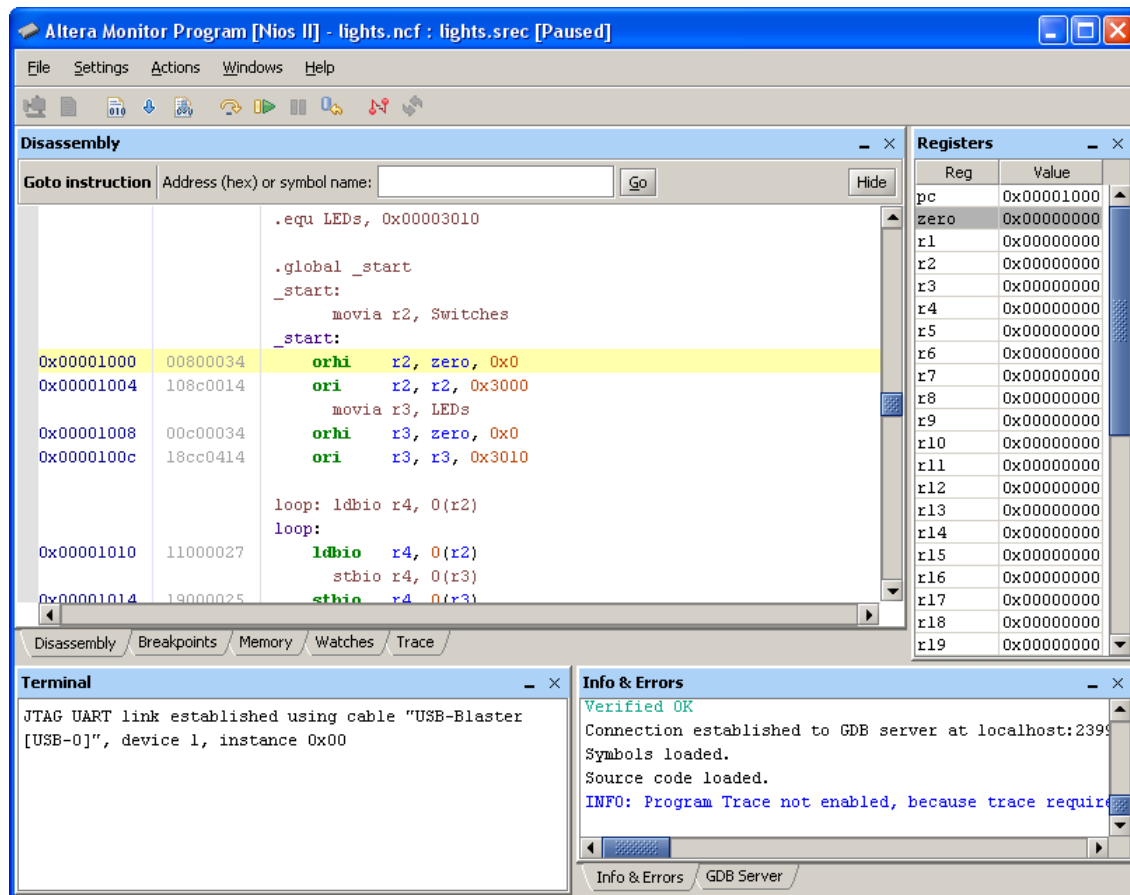 Altera Monitor Program [Nios II] - lights.ncf : lights.srec [Paused]
File Settings Actions Windows Help
Disassembly
Goto instruction Address (hex) or symbol name: Go Hide
.equ LEDs, 0x00003010
.global _start
_start:
movia r2, Switches
_start:
0x00001000 00800034 orhi r2, zero, 0x0
0x00001004 108c0014 ori r2, r2, 0x3000
movia r3, LEDs
0x00001008 00c00034 orhi r3, zero, 0x0
0x0000100c 18cc0414 ori r3, r3, 0x3010
loop: ldbio r4, 0(r2)
loop:
0x00001010 11000027 ldbio r4, 0(r2)
stbio r4, 0(r3)
0x00001014 19000025 stbio r4, 0(r3)
Disassembly Breakpoints Memory Watches Trace
Registers
Reg Value
pc 0x00001000
zero 0x00000000
r1 0x00000000
r2 0x00000000
r3 0x00000000
r4 0x00000000
r5 0x00000000
r6 0x00000000
r7 0x00000000
r8 0x00000000
r9 0x00000000
r10 0x00000000
r11 0x00000000
r12 0x00000000
r13 0x00000000
r14 0x00000000
r15 0x00000000
r16 0x00000000
r17 0x00000000
r18 0x00000000
r19 0x00000000
Terminal
JTAG UART link established using cable "USB-Blaster
[USB-0]", device 1, instance 0x00
Info & Errors
Verified OK
Connection established to GDB server at localhost:2399
Symbols loaded.
Source code loaded.
INFO: Program Trace not enabled, because trace require
Info & Errors GDB Server